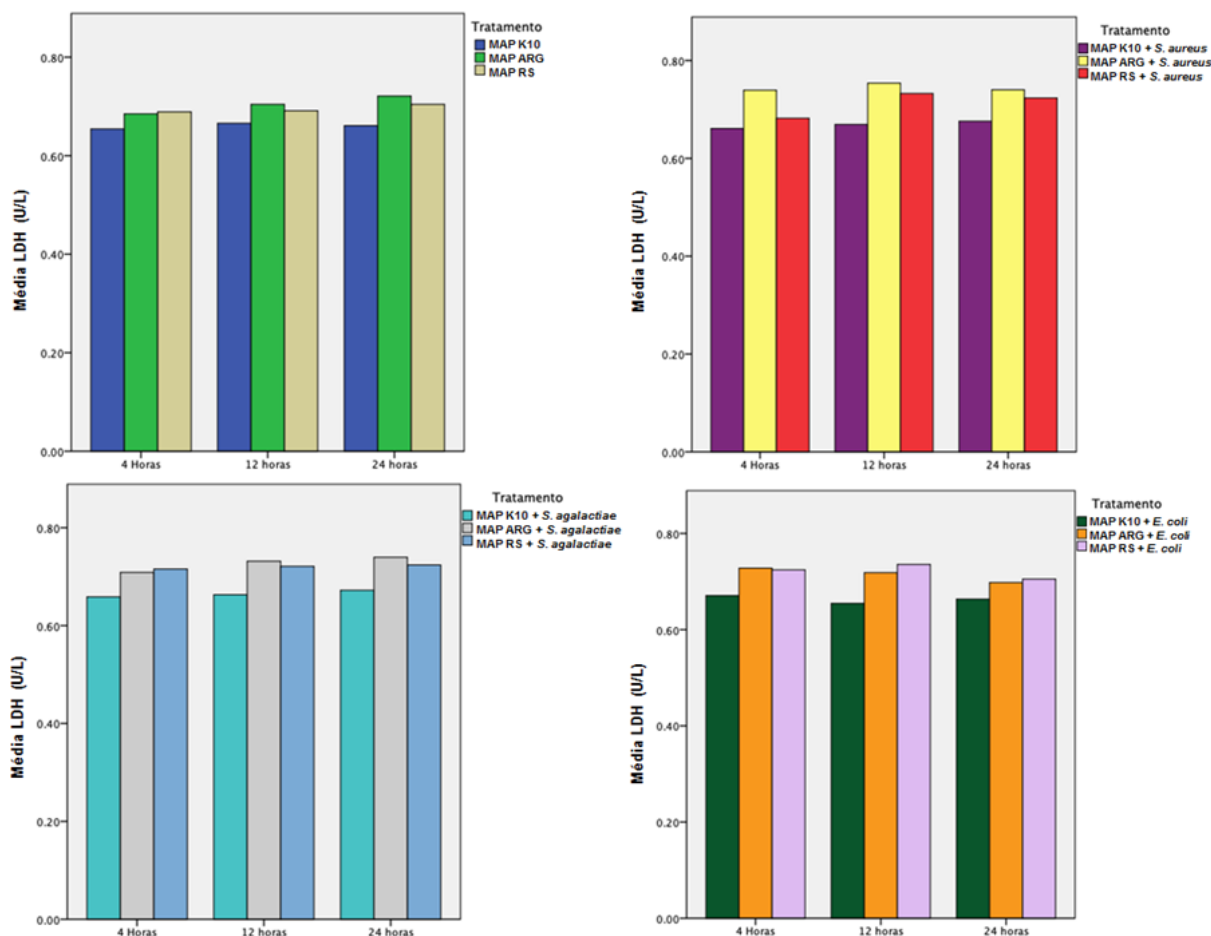 Tratamento
MAP K10
MAP ARG
MAP RS
0.80
0.60
0.40
0.20
0.00
Média LDH (U/L)
4 Horas 12 horas 24 horas
Tratamento
MAP K10 + S. aureus
MAP ARG + S. aureus
MAP RS + S. aureus
0.80
0.60
0.40
0.20
0.00
Média LDH (U/L)
4 Horas 12 horas 24 horas
Tratamento
MAP K10 + S. agalactiae
MAP ARG + S. agalactiae
MAP RS + S. agalactiae
0.80
0.60
0.40
0.20
0.00
Média LDH (U/L)
4 Horas 12 horas 24 horas
Tratamento
MAP K10 + E. coli
MAP ARG + E. coli
MAP RS + E. coli
0.80
0.60
0.40
0.20
0.00
Média LDH (U/L)
4 Horas 12 horas 24 horas